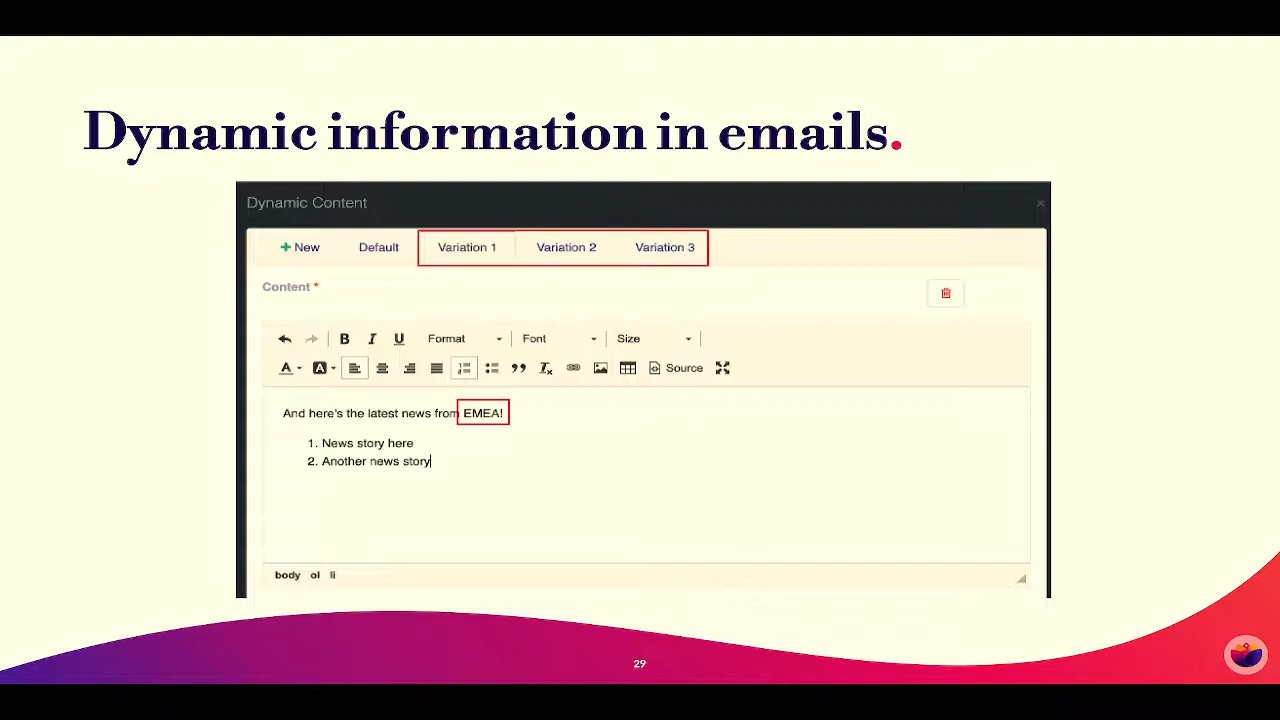 Dynamic information in emails.
Dynamic Content ×
+ New Default Variation 1 Variation 2 Variation 3
Content *
B I U Format Font Size
A A Source
And here's the latest news from EMEA!
1. News story here
2. Another news story
body ol li
29